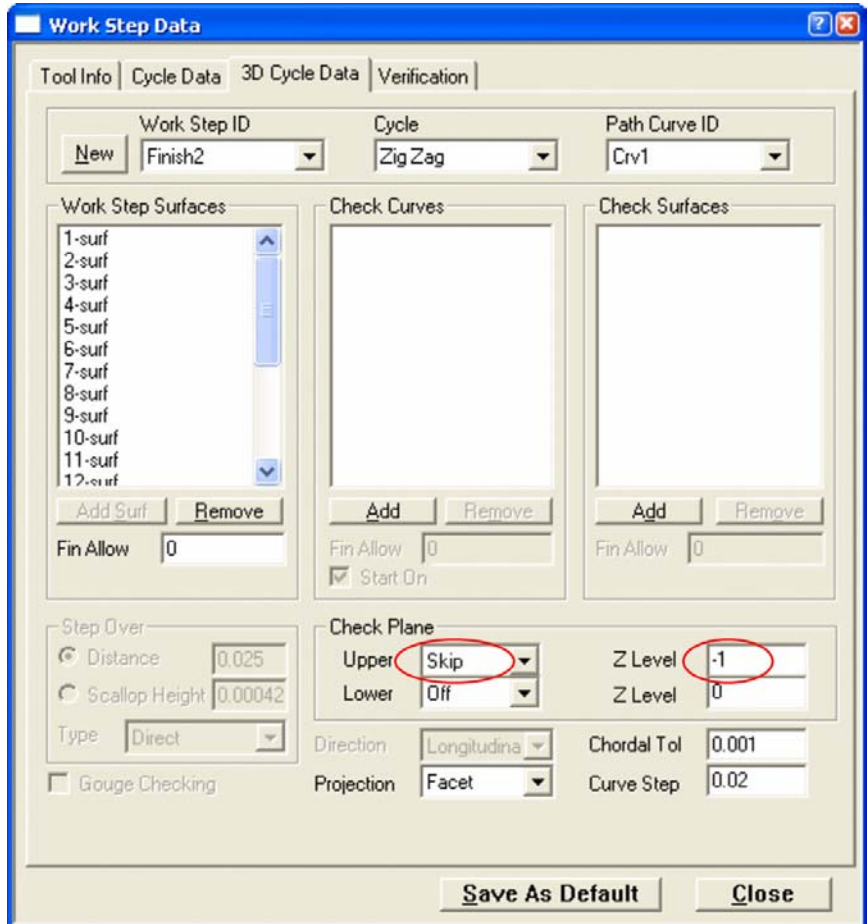 Work Step Data
Tool Info Cycle Data 3D Cycle Data Verification
Work Step ID Cycle Path Curve ID
New Finish2 Zig Zag Crv1
Work Step Surfaces Check Curves Check Surfaces
1-surf
2-surf
3-surf
4-surf
5-surf
6-surf
7-surf
8-surf
9-surf
10-surf
11-surf
12-surf
Add Surf Remove Add Remove Add Remove
Fin Allow 0 Fin Allow 0 Fin Allow 0
Start On
Step Over Check Plane
Distance 0.025 Upper Skip Z Level -1
Scallop Height 0.00042 Lower Off Z Level 0
Type Direct Direction Longitudina Chordal Tol 0.001
Gouge Checking Projection Facet Curve Step 0.02
Save As Default Close